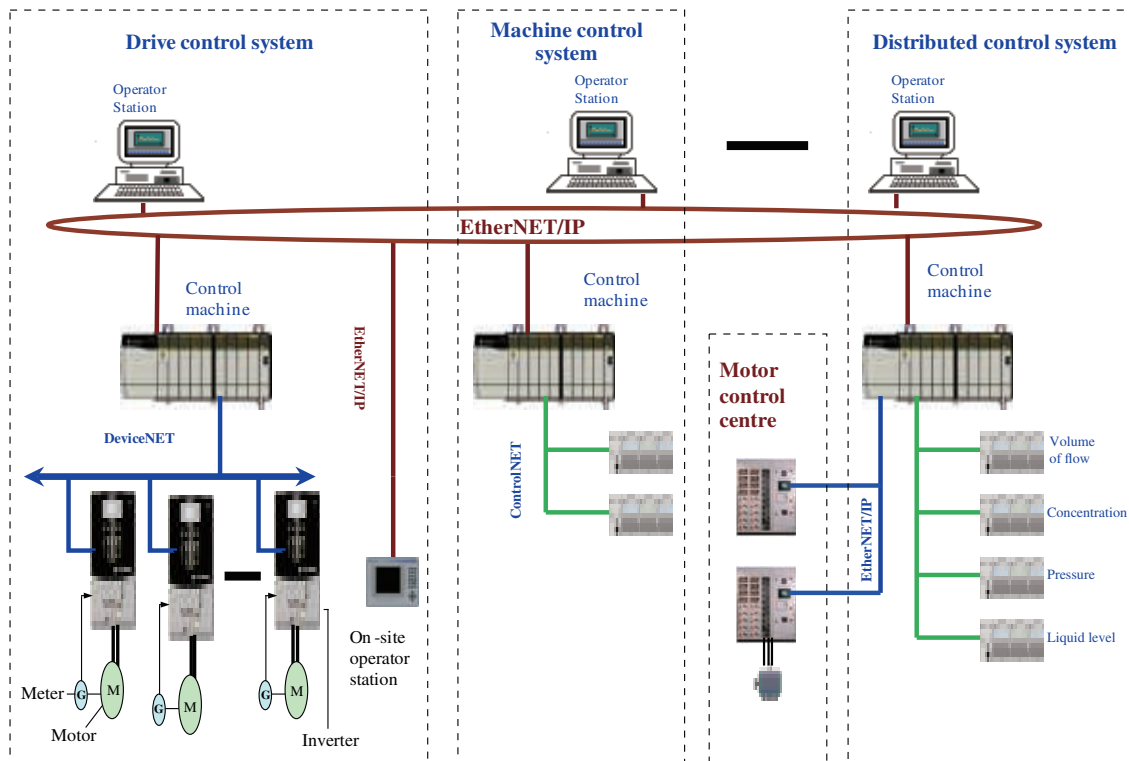 Drive control system
Machine control
system
Distributed control system
Operator
Station
Operator
Station
Operator
Station
EtherNET/IP
Control
machine
Control
machine
Control
machine
EtherNET/IP
Motor
control
centre
DeviceNET
ControlNET
EtherNET/IP
Volume
of flow
Concentration
Pressure
Liquid level
On -site
operator
station
Meter
Motor
G
M
G
M
G
M
Inverter